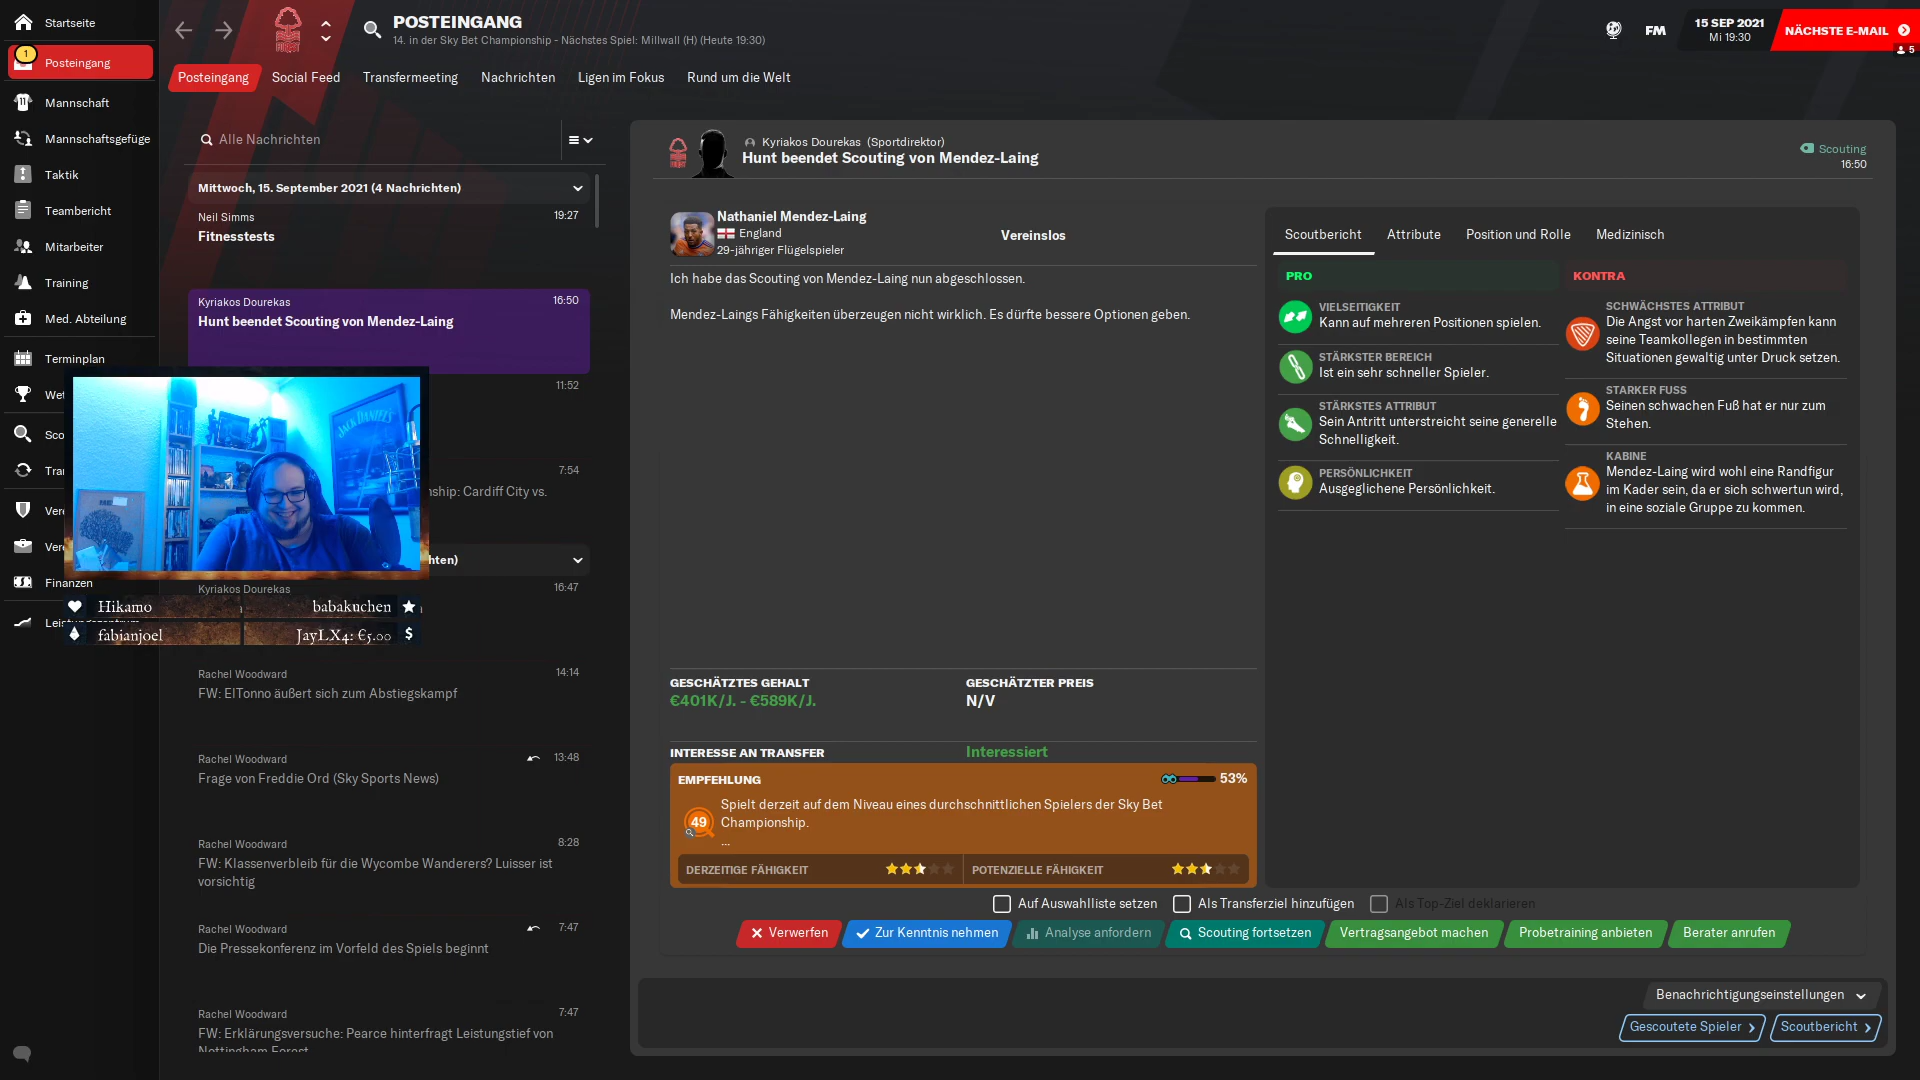 Startseite
1
Posteingang
Mannschaft
Mannschaftsgefüge
Taktik
Teambericht
Mitarbeiter
Training
Med. Abteilung
Terminplan
Finanzen
POSTEINGANG
14. in der Sky Bet Championship - Nächstes Spiel: Millwall (H) (Heute 19:30)
FM
15 SEP 2021
Mi 19:30
NÄCHSTE E-MAIL
5
Posteingang
Social Feed
Transfermeeting
Nachrichten
Ligen im Fokus
Rund um die Welt
Alle Nachrichten
Mittwoch, 15. September 2021 (4 Nachrichten)
Neil Simms
19:27
Fitnesstests
Kyriakos Dourekas
16:50
Hunt beendet Scouting von Mendez-Laing
11:52
7:54
Cardiff City vs.
JACK DANIEL'S
Kyriakos Dourekas
16:47
Hikamo
babakuchen
fabianjoel
JayLX4: €5.00
Rachel Woodward
14:14
FW: ElTonno äußert sich zum Abstiegskampf
Rachel Woodward
13:48
Frage von Freddie Ord (Sky Sports News)
Rachel Woodward
8:28
FW: Klassenverbleib für die Wycombe Wanderers? Luisser ist
vorsichtig
Rachel Woodward
7:47
Die Pressekonferenz im Vorfeld des Spiels beginnt
Rachel Woodward
7:47
FW: Erklärungsversuche: Pearce hinterfragt Leistungstief von
Nottingham Forest
Kyriakos Dourekas (Sportdirektor)
Hunt beendet Scouting von Mendez-Laing
Scouting
16:50
Nathaniel Mendez-Laing
England
29-jähriger Flügelspieler
Vereinslos
Ich habe das Scouting von Mendez-Laing nun abgeschlossen.
Mendez-Laings Fähigkeiten überzeugen nicht wirklich. Es dürfte bessere Optionen geben.
GESCHÄTZTES GEHALT
€401K/J. - €589K/J.
GESCHÄTZTER PREIS
N/V
INTERESSE AN TRANSFER
Interessiert
EMPFEHLUNG
53%
49
Spielt derzeit auf dem Niveau eines durchschnittlichen Spielers der Sky Bet
Championship.
...
DERZEITIGE FÄHIGKEIT
POTENZIELLE FÄHIGKEIT
Scoutbericht
Attribute
Position und Rolle
Medizinisch
PRO
VIELSEITIGKEIT
Kann auf mehreren Positionen spielen.
STÄRKSTER BEREICH
Ist ein sehr schneller Spieler.
STÄRKSTES ATTRIBUT
Sein Antritt unterstreicht seine generelle
Schnelligkeit.
PERSÖNLICHKEIT
Ausgeglichene Persönlichkeit.
KONTRA
SCHWÄCHSTES ATTRIBUT
Die Angst vor harten Zweikämpfen kann
seine Teamkollegen in bestimmten
Situationen gewaltig unter Druck setzen.
STARKER FUSS
Seinen schwachen Fuß hat er nur zum
Stehen.
KABINE
Mendez-Laing wird wohl eine Randfigur
im Kader sein, da er sich schwertun wird,
in eine soziale Gruppe zu kommen.
Auf Auswahlliste setzen
Als Transferziel hinzufügen
Als Top-Ziel deklarieren
Verwerfen
Zur Kenntnis nehmen
Analyse anfordern
Scouting fortsetzen
Vertragsangebot machen
Probetraining anbieten
Berater anrufen
Benachrichtigungseinstellungen
Gescoutete Spieler
Scoutbericht